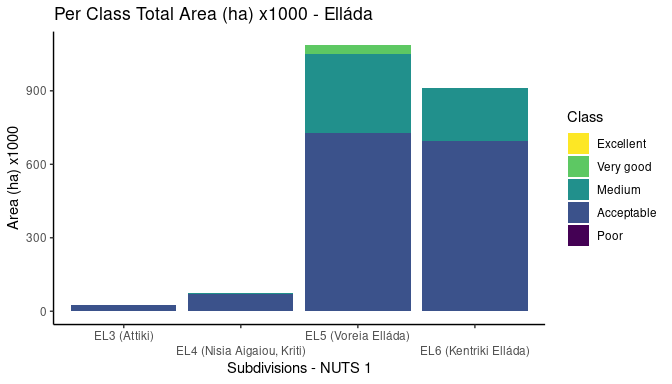 Per Class Total Area (ha) x1000 - Elláda
Area (ha) x1000
900
600
300
0
EL3 (Attiki)
EL4 (Nisia Aigaiou, Kriti)
EL5 (Voreia Elláda)
EL6 (Kentriki Elláda)
Subdivisions - NUTS 1
Class
Excellent
Very good
Medium
Acceptable
Poor